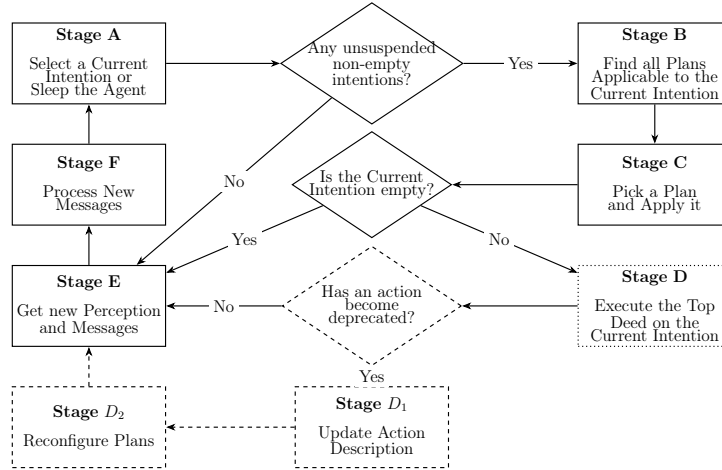 Stage A
Select a Current
Intention or
Sleep the Agent
Any unsuspended
non-empty
intentions?
Yes
Stage B
Find all Plans
Applicable to the
Current Intention
No
Stage F
Process New
Messages
Is the Current
Intention empty?
Stage C
Pick a Plan
and Apply it
Yes
No
Stage E
Get new Perception
and Messages
No
Has an action
become
deprecated?
Stage D
Execute the Top
Deed on the
Current Intention
Yes
Stage D2
Reconfigure Plans
Stage D1
Update Action
Description